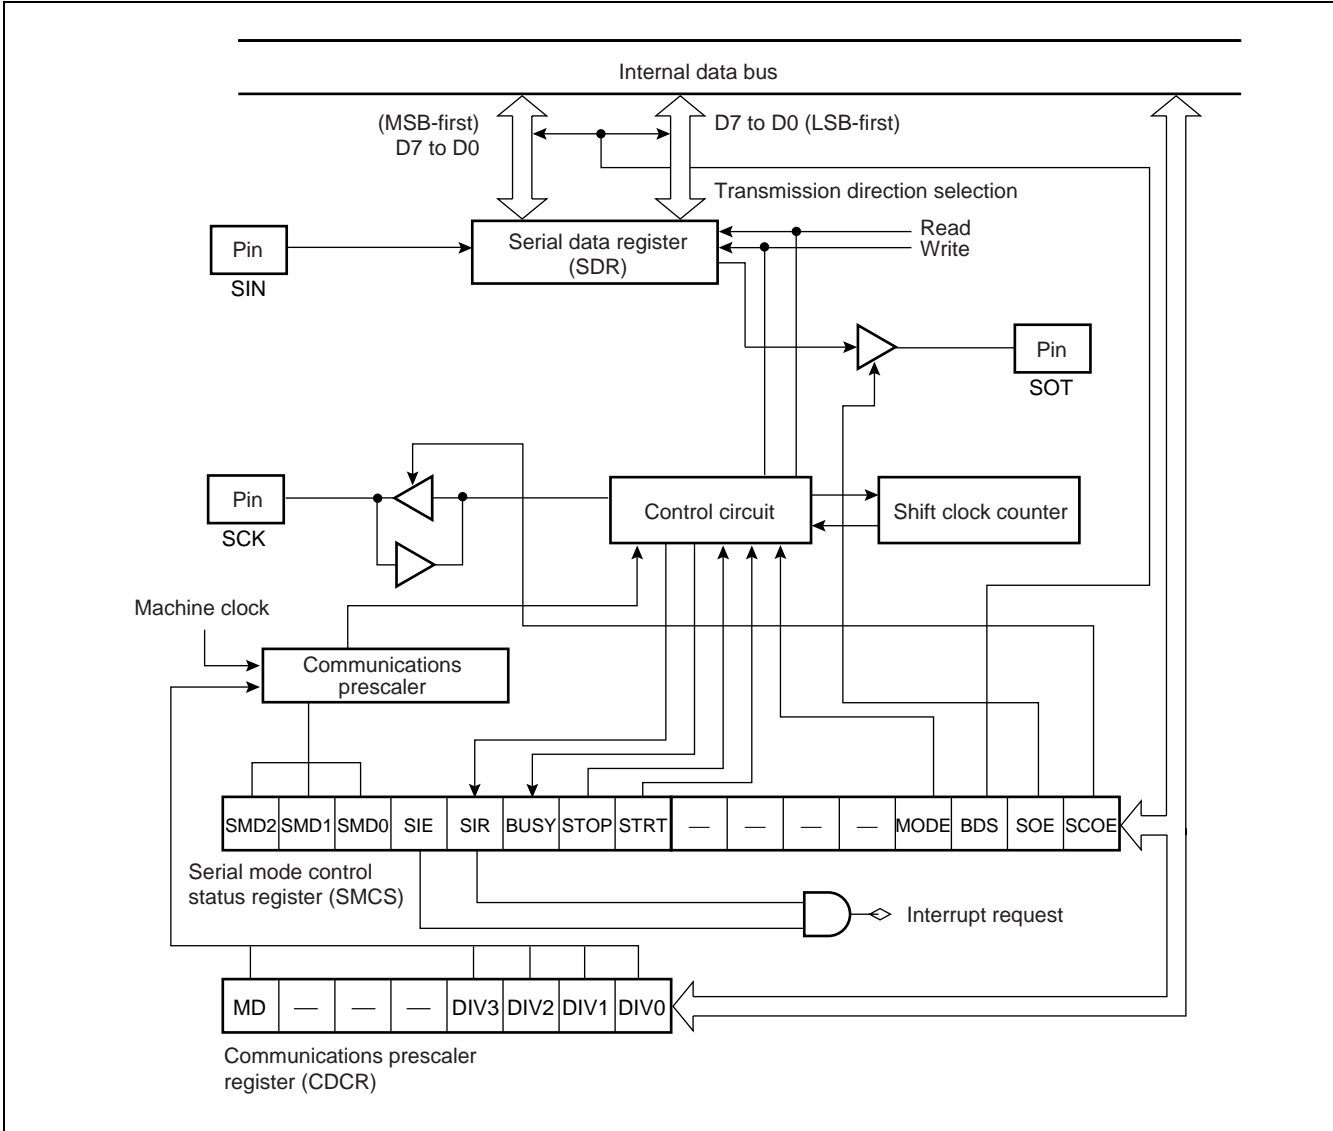 Internal data bus
(MSB-first)
D7 to D0
D7 to D0 (LSB-first)
Transmission direction selection
Read
Write
Pin
SIN
Serial data register
(SDR)
Pin
SOT
Pin
SCK
Control circuit
Shift clock counter
Machine clock
Communications
prescaler
SMD2 SMD1 SMD0 SIE SIR BUSY STOP STRT — — — — MODE BDS SOE SCOE
Serial mode control
status register (SMCS)
Interrupt request
MD — — — DIV3 DIV2 DIV1 DIV0
Communications prescaler
register (CDCR)